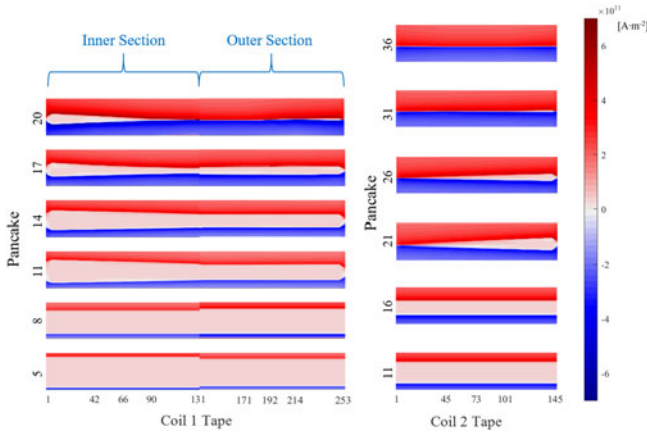 Inner Section
Outer Section
×10¹¹
[A·m⁻²]
Pancake
20
17
14
11
8
5
1 42 66 90 131 171 192 214 253
Coil 1 Tape
Pancake
36
31
26
21
16
11
1 45 73 101 145
Coil 2 Tape
6
4
2
0
-2
-4
-6